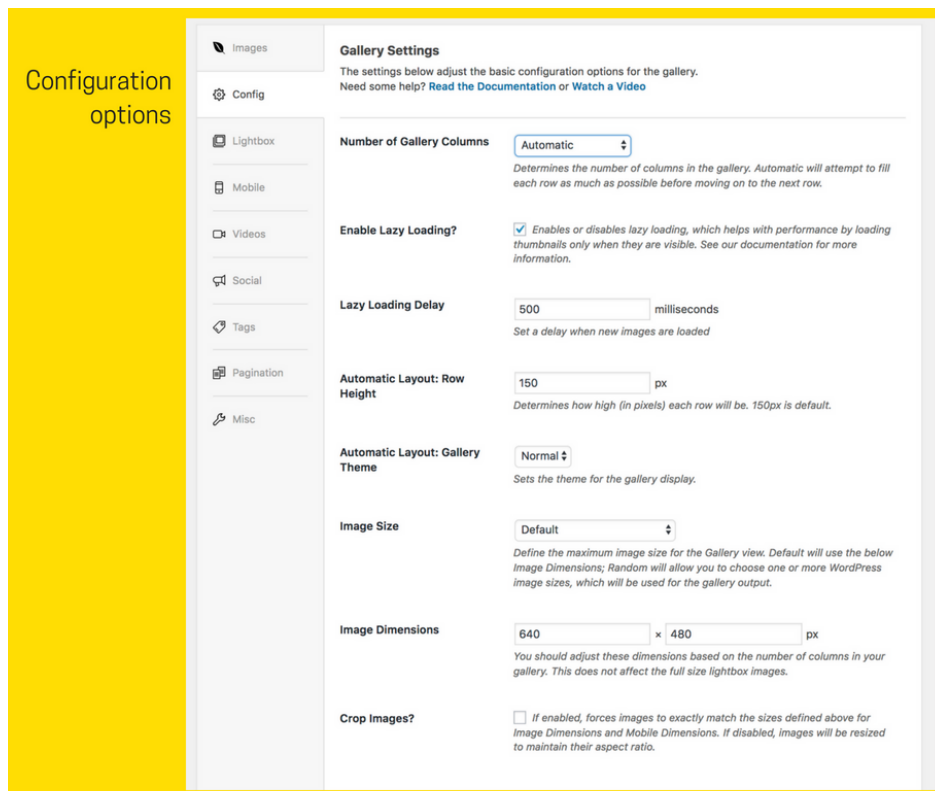 Configuration
options
Images
Config
Lightbox
Mobile
Videos
Social
Tags
Pagination
Misc
Gallery Settings
The settings below adjust the basic configuration options for the gallery.
Need some help? Read the Documentation or Watch a Video
Number of Gallery Columns
Automatic
Determines the number of columns in the gallery. Automatic will attempt to fill
each row as much as possible before moving on to the next row.
Enable Lazy Loading?
Enables or disables lazy loading, which helps with performance by loading
thumbnails only when they are visible. See our documentation for more
information.
Lazy Loading Delay
500 milliseconds
Set a delay when new images are loaded
Automatic Layout: Row
Height
150 px
Determines how high (in pixels) each row will be. 150px is default.
Automatic Layout: Gallery
Theme
Normal
Sets the theme for the gallery display.
Image Size
Default
Define the maximum image size for the Gallery view. Default will use the below
Image Dimensions; Random will allow you to choose one or more WordPress
image sizes, which will be used for the gallery output.
Image Dimensions
640 × 480 px
You should adjust these dimensions based on the number of columns in your
gallery. This does not affect the full size lightbox images.
Crop Images?
If enabled, forces images to exactly match the sizes defined above for
Image Dimensions and Mobile Dimensions. If disabled, images will be resized
to maintain their aspect ratio.